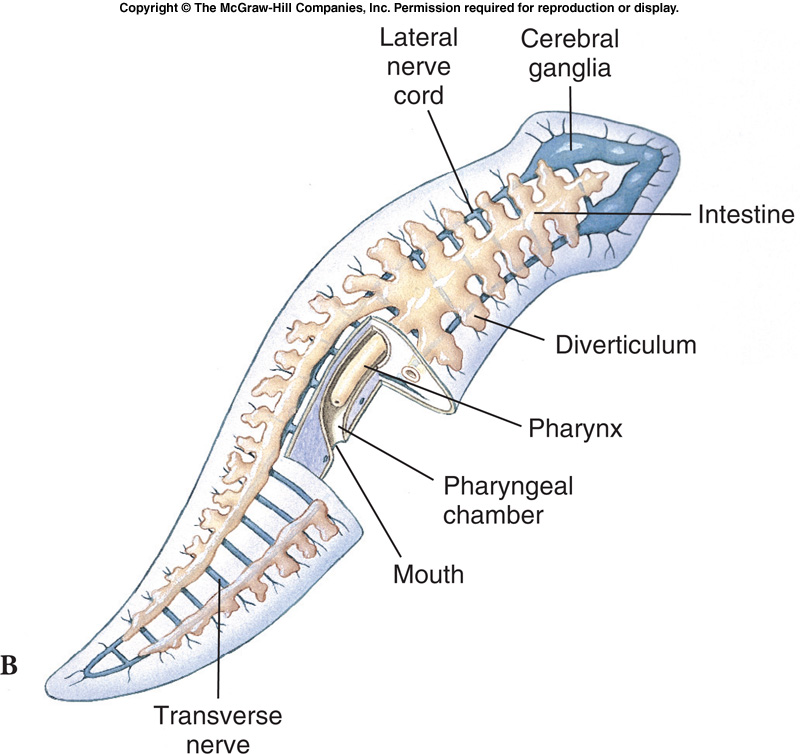 Copyright © The McGraw-Hill Companies, Inc. Permission required for reproduction or display.
Lateral
nerve
cord
Cerebral
ganglia
Intestine
Diverticulum
Pharynx
Pharyngeal
chamber
Mouth
B
Transverse
nerve